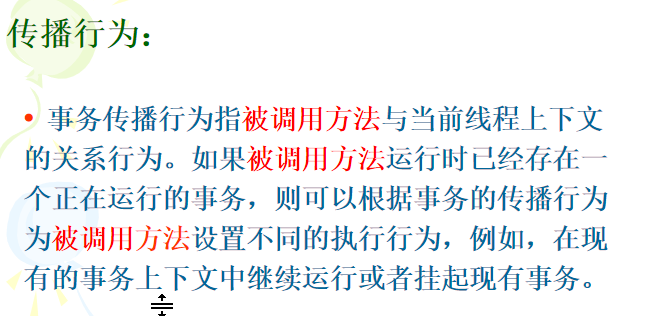 传播行为：
• 事务传播行为指被调用方法与当前线程上下文
的关系行为。如果被调用方法运行时已经存在一
个正在运行的事务，则可以根据事务的传播行为
为被调用方法设置不同的执行行为，例如，在现
有的事务上下文中继续运行或者挂起现有事务。